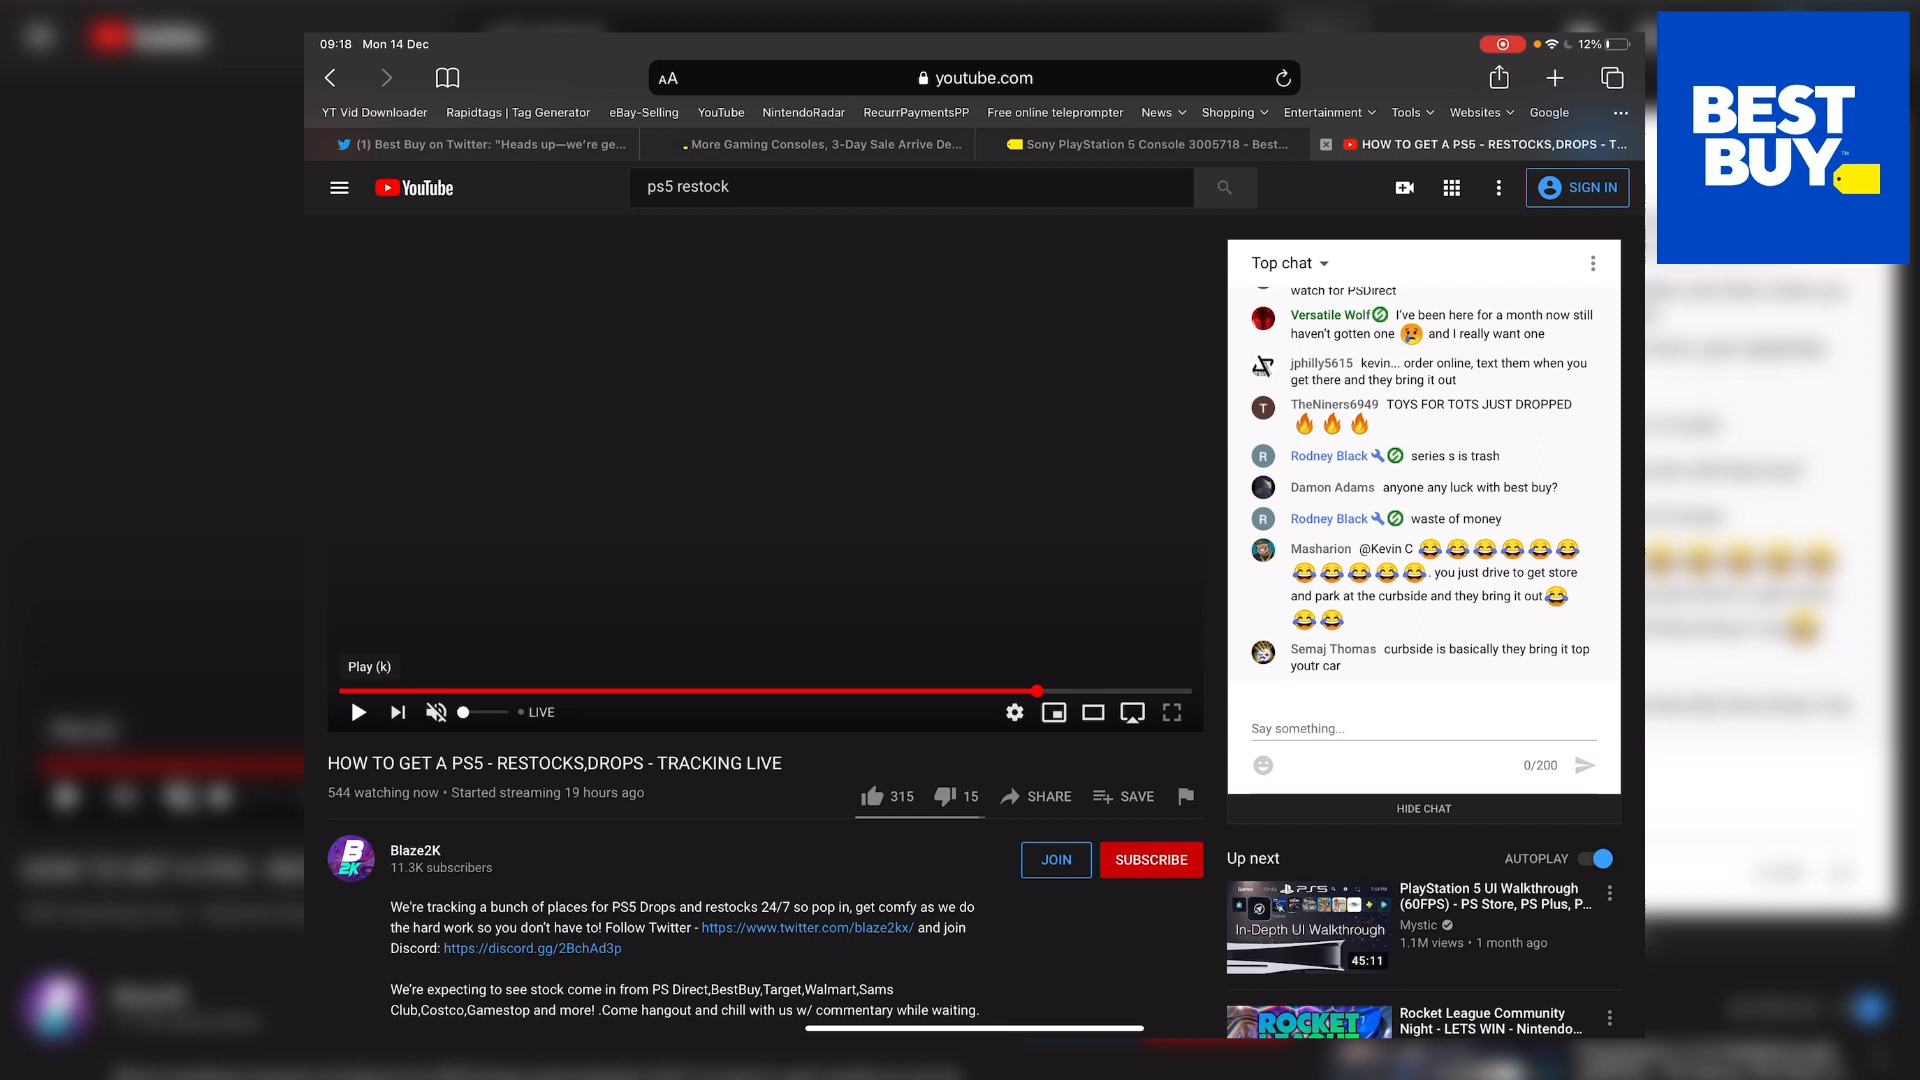 09:18 Mon 14 Dec
12%
AA
youtube.com
YT Vid Downloader Rapidtags | Tag Generator eBay-Selling YouTube NintendoRadar RecurrPaymentsPP Free online teleprompter News Shopping Entertainment Tools Websites Google
(1) Best Buy on Twitter: "Heads up—we're ge...
More Gaming Consoles, 3-Day Sale Arrive De...
Sony PlayStation 5 Console 3005718 - Best...
HOW TO GET A PS5 - RESTOCKS,DROPS - T...
YouTube
ps5 restock
SIGN IN
BEST
BUY
TM
Top chat
watch for PSDirect
Versatile Wolf I've been here for a month now still
haven't gotten one 😢 and I really want one
jphilly5615 kevin... order online, text them when you
get there and they bring it out
T
TheNiners6949 TOYS FOR TOTS JUST DROPPED
🔥 🔥 🔥
R
Rodney Black series s is trash
Damon Adams anyone any luck with best buy?
R
Rodney Black waste of money
Masharion @Kevin C 😂😂😂😂😂😂
😂😂😂😂😂. you just drive to get store
and park at the curbside and they bring it out😂
😂😂
Semaj Thomas curbside is basically they bring it top
youtr car
Say something...
0/200
HIDE CHAT
Play (k)
LIVE
HOW TO GET A PS5 - RESTOCKS,DROPS - TRACKING LIVE
544 watching now • Started streaming 19 hours ago
315 15 SHARE SAVE
B
2K
Blaze2K
11.3K subscribers
JOIN
SUBSCRIBE
We're tracking a bunch of places for PS5 Drops and restocks 24/7 so pop in, get comfy as we do
the hard work so you don't have to! Follow Twitter - https://www.twitter.com/blaze2kx/ and join
Discord: https://discord.gg/2BchAd3p
We're expecting to see stock come in from PS Direct,BestBuy,Target,Walmart,Sams
Club,Costco,Gamestop and more! .Come hangout and chill with us w/ commentary while waiting.
Up next
AUTOPLAY
PS5
In-Depth UI Walkthrough
45:11
PlayStation 5 UI Walkthrough
(60FPS) - PS Store, PS Plus, P...
Mystic
1.1M views • 1 month ago
ROCKET
Rocket League Community
Night - LETS WIN - Nintendo...